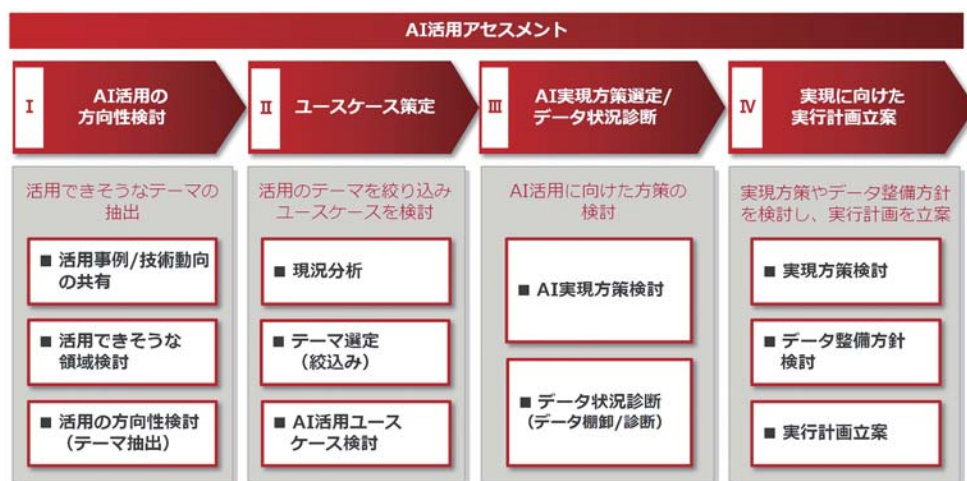 AI活用アセスメント
Ⅰ
AI活用の
方向性検討
Ⅱ
ユースケース策定
Ⅲ
AI実現方策選定/
データ状況診断
Ⅳ
実現に向けた
実行計画立案
活用できそうなテーマの
抽出
■ 活用事例/技術動向
の共有
■ 活用できそうな
領域検討
■ 活用の方向性検討
(テーマ抽出)
活用のテーマを絞り込み
ユースケースを検討
■ 現況分析
■ テーマ選定
(絞込み)
■ AI活用ユース
ケース検討
AI活用に向けた方策の
検討
■ AI実現方策検討
■ データ状況診断
(データ棚卸/診断)
実現方策やデータ整備方針
を検討し、実行計画を立案
■ 実現方策検討
■ データ整備方針
検討
■ 実行計画立案